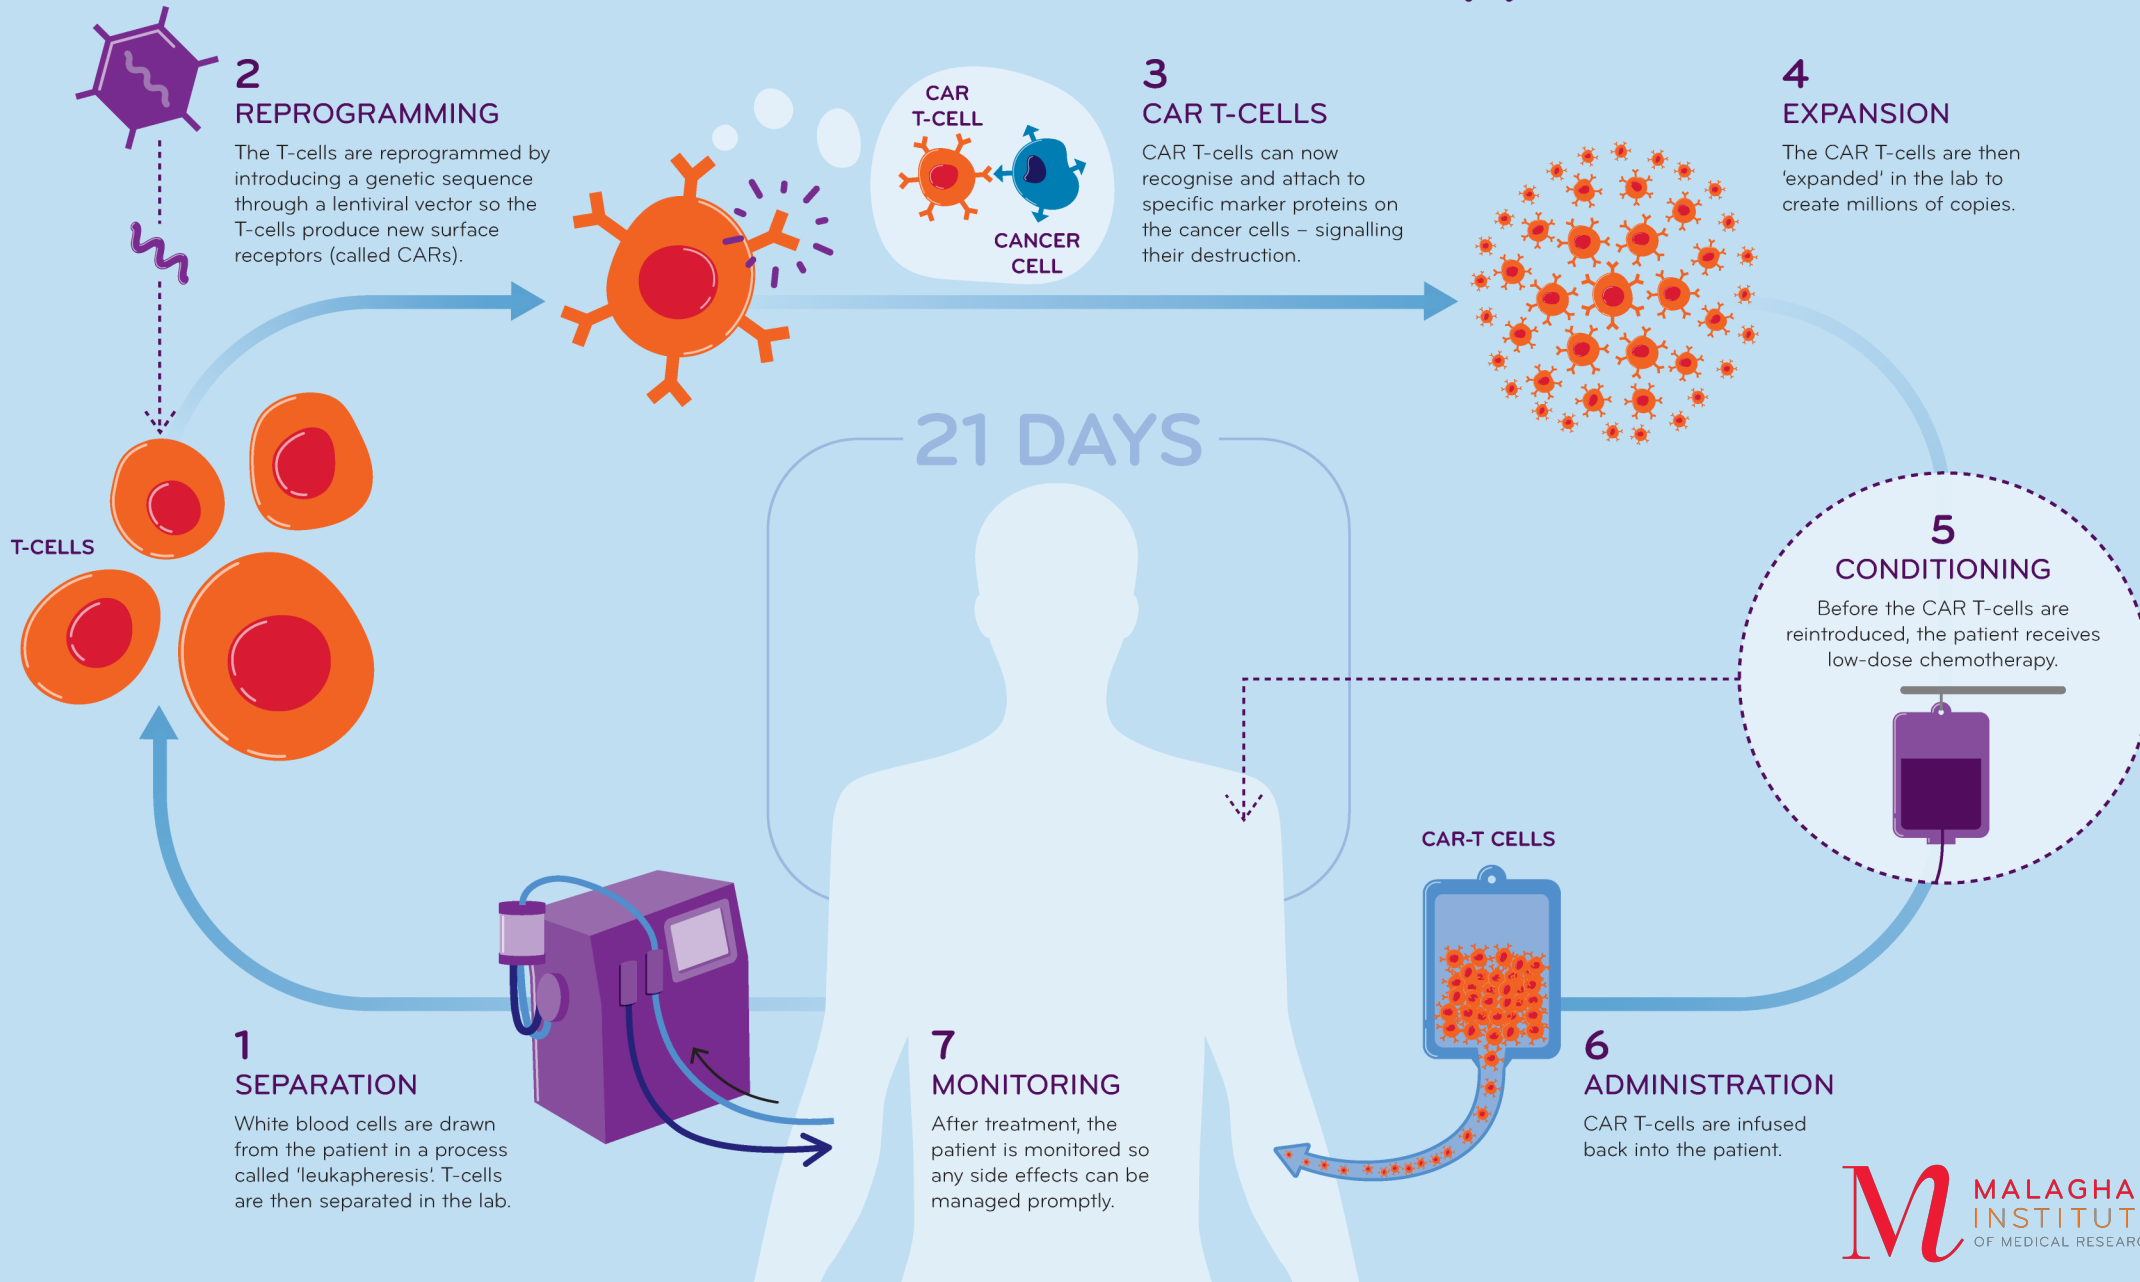 2
REPROGRAMMING
The T-cells are reprogrammed by
introducing a genetic sequence
through a lentiviral vector so the
T-cells produce new surface
receptors (called CARs).
CAR
T-CELL
CANCER
CELL
3
CAR T-CELLS
CAR T-cells can now
recognise and attach to
specific marker proteins on
the cancer cells – signalling
their destruction.
4
EXPANSION
The CAR T-cells are then
‘expanded’ in the lab to
create millions of copies.
21 DAYS
T-CELLS
5
CONDITIONING
Before the CAR T-cells are
reintroduced, the patient receives
low-dose chemotherapy.
CAR-T CELLS
1
SEPARATION
White blood cells are drawn
from the patient in a process
called ‘leukapheresis’. T-cells
are then separated in the lab.
7
MONITORING
After treatment, the
patient is monitored so
any side effects can be
managed promptly.
6
ADMINISTRATION
CAR T-cells are infused
back into the patient.
M
MALAGHA
INSTITUT
OF MEDICAL RESEARC